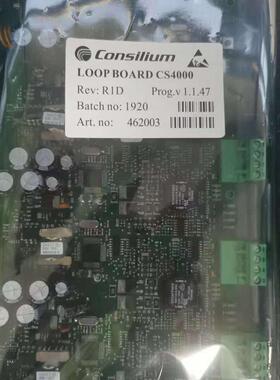 Consilium
LOOP BOARD CS4000
Rev: R1D Prog.v 1.1.47
Batch no: 1920
Art. no: 462003